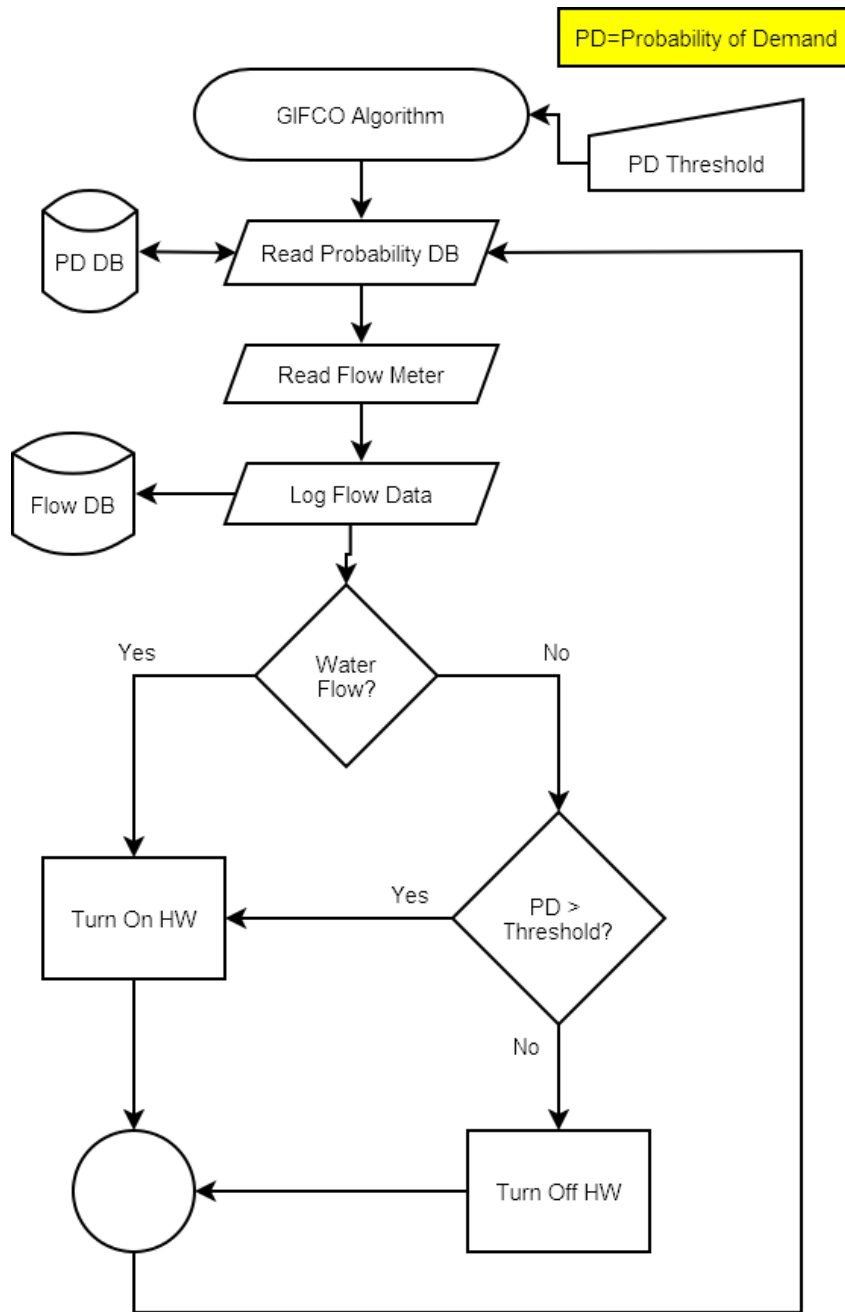 PD=Probability of Demand
GIFCO Algorithm
PD Threshold
PD DB
Read Probability DB
Read Flow Meter
Flow DB
Log Flow Data
Yes
Water
Flow?
No
Turn On HW
Yes
PD >
Threshold?
No
Turn Off HW